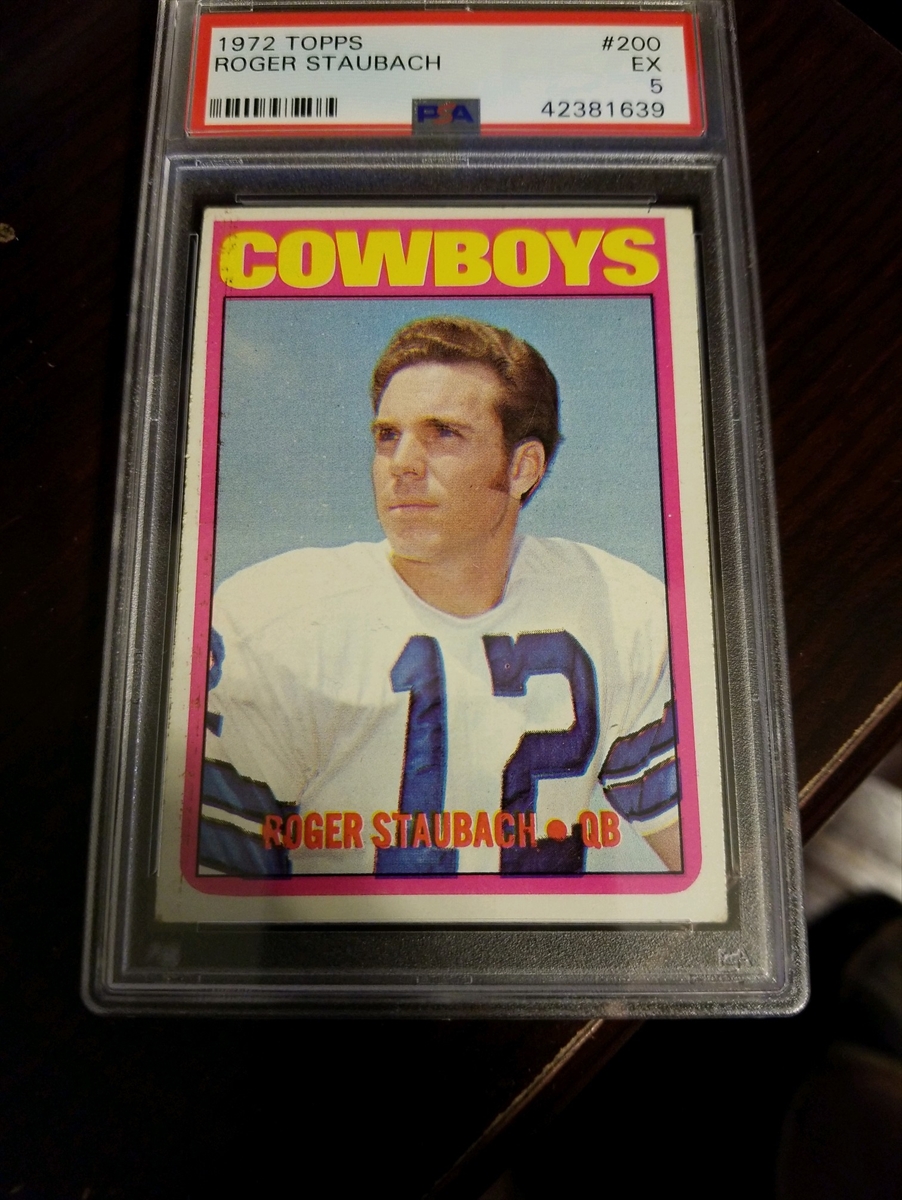 1972 TOPPS #200
ROGER STAUBACH EX
5
PSA 42381639
COWBOYS
12
ROGER STAUBACH • QB